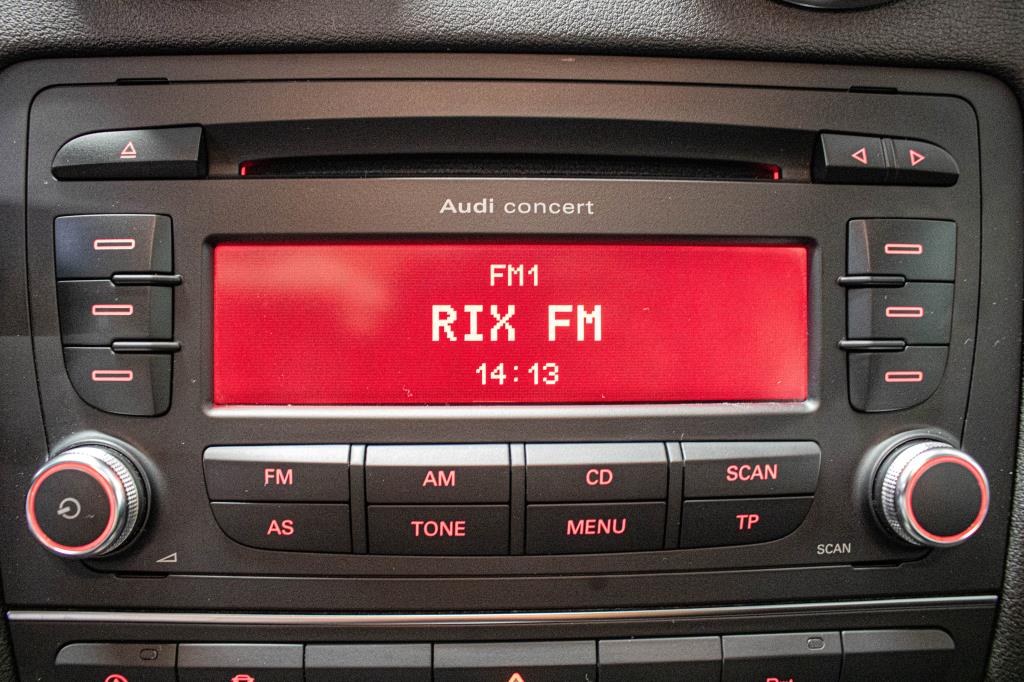 Audi concert
FM1
RIX FM
14:13
FM AM CD SCAN
AS TONE MENU TP
SCAN